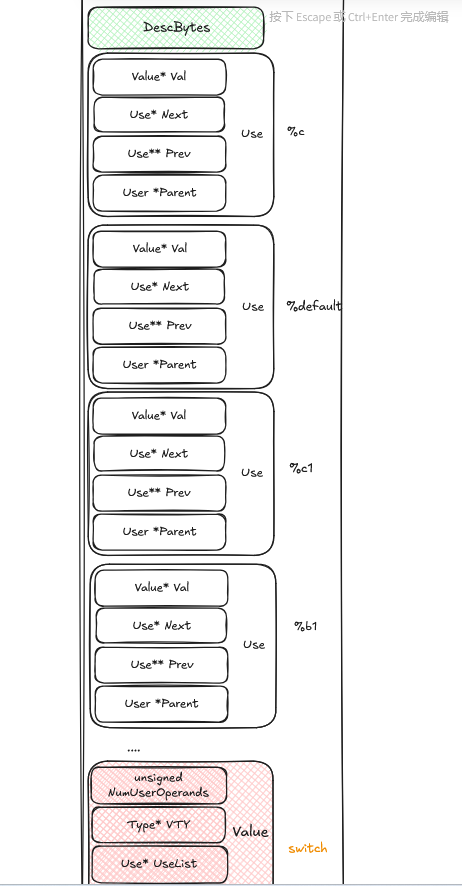 按下 Escape 或 Ctrl+Enter 完成编辑
DescBytes
Value* Val
Use* Next
Use** Prev
User *Parent
Use
%c
Value* Val
Use* Next
Use** Prev
User *Parent
Use
%default
Value* Val
Use* Next
Use** Prev
User *Parent
Use
%c1
Value* Val
Use* Next
Use** Prev
User *Parent
Use
%b1
....
unsigned
NumUserOperands
Type* VTY
Use* UseList
Value
switch